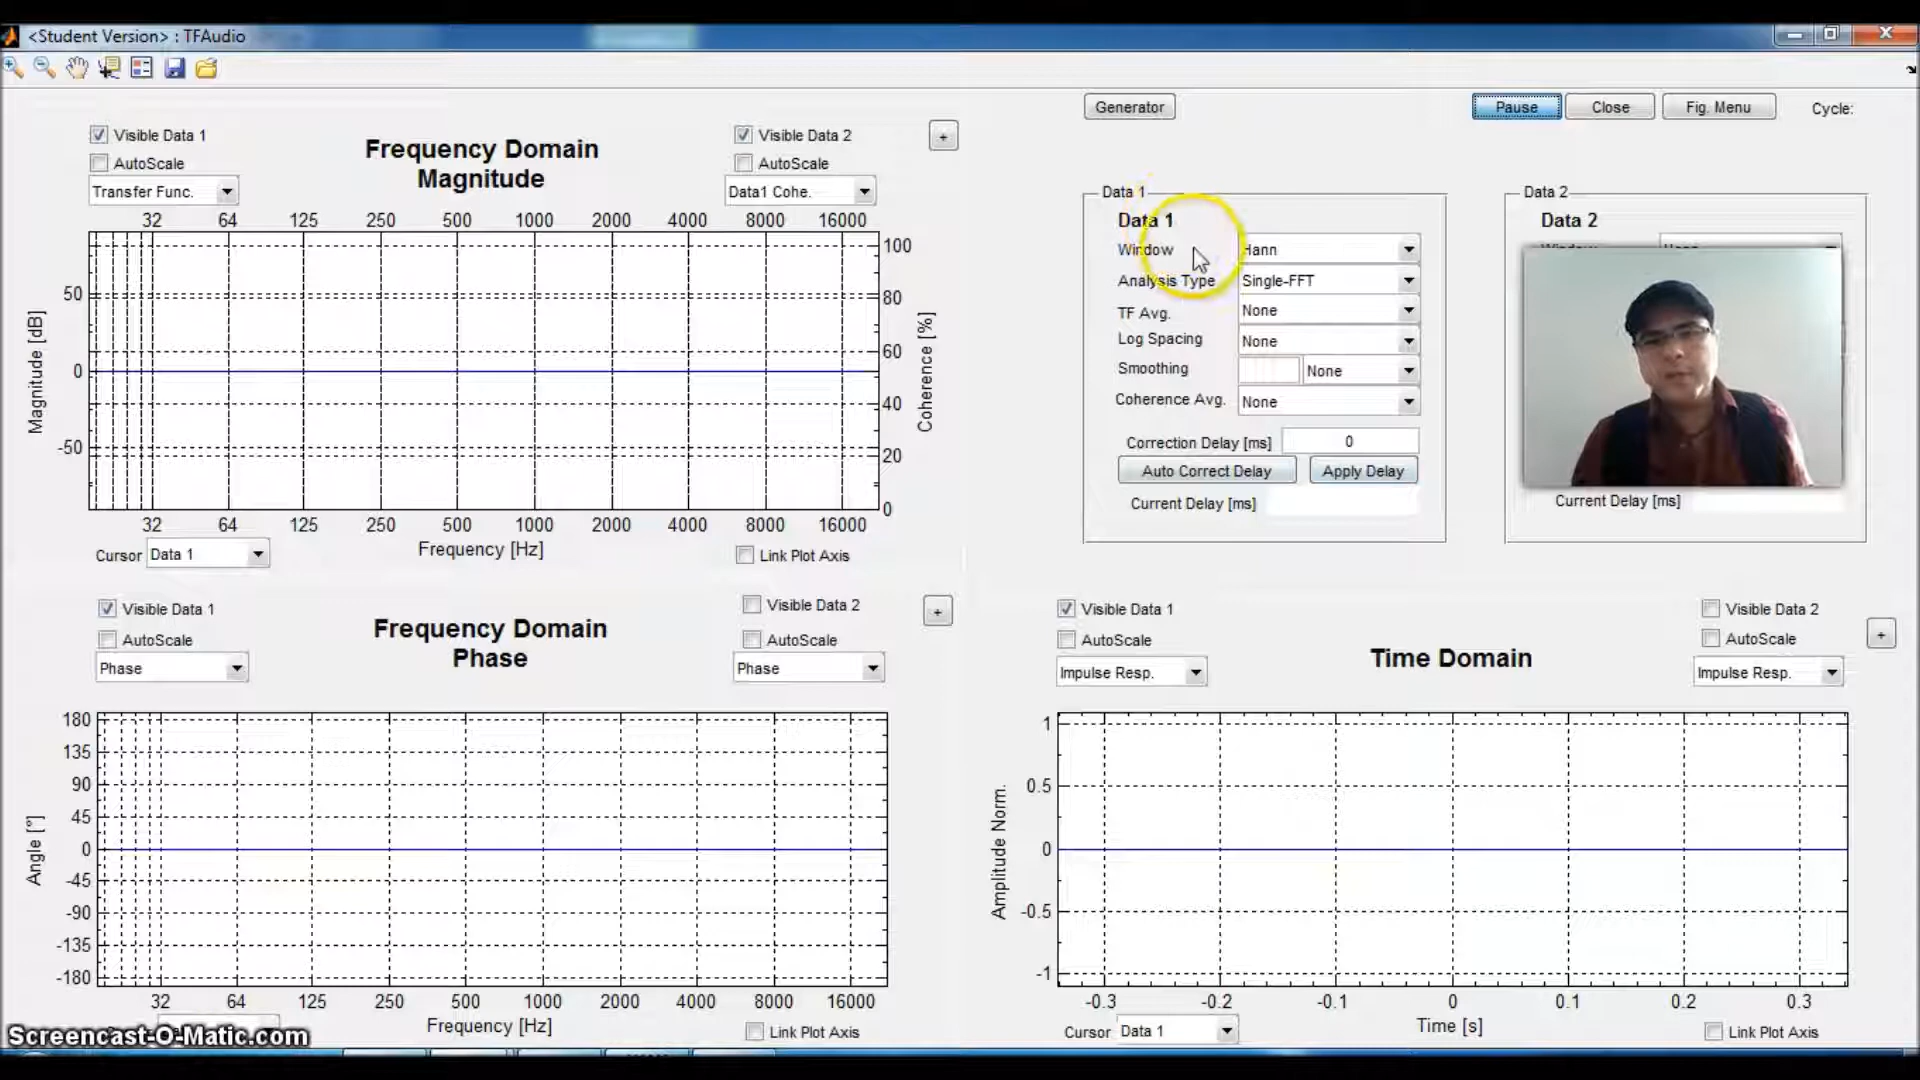 <Student Version> : TFAudio
Generator
Pause
Close
Fig. Menu
Cycle:
Visible Data 1
AutoScale
Transfer Func.
Frequency Domain
Magnitude
Visible Data 2
AutoScale
Data1 Cohe.
+
32 64 125 250 500 1000 2000 4000 8000 16000
Magnitude [dB]
50
0
-50
100
80
60
40
20
0
Coherence [%]
32 64 125 250 500 1000 2000 4000 8000 16000
Frequency [Hz]
Cursor Data 1
Link Plot Axis
Data 1
Data 1
Window Hann
Analysis Type Single-FFT
TF Avg. None
Log Spacing None
Smoothing None
Coherence Avg. None
Correction Delay [ms] 0
Auto Correct Delay Apply Delay
Current Delay [ms]
Data 2
Data 2
Current Delay [ms]
Visible Data 1
AutoScale
Phase
Frequency Domain
Phase
Visible Data 2
AutoScale
Phase
+
Angle [°]
180
135
90
45
0
-45
-90
-135
-180
32 64 125 250 500 1000 2000 4000 8000 16000
Frequency [Hz]
Link Plot Axis
Visible Data 1
AutoScale
Impulse Resp.
Time Domain
Visible Data 2
AutoScale
Impulse Resp.
+
Amplitude Norm.
1
0.5
0
-0.5
-1
-0.3 -0.2 -0.1 0 0.1 0.2 0.3
Time [s]
Cursor Data 1
Link Plot Axis
Screencast-O-Matic.com